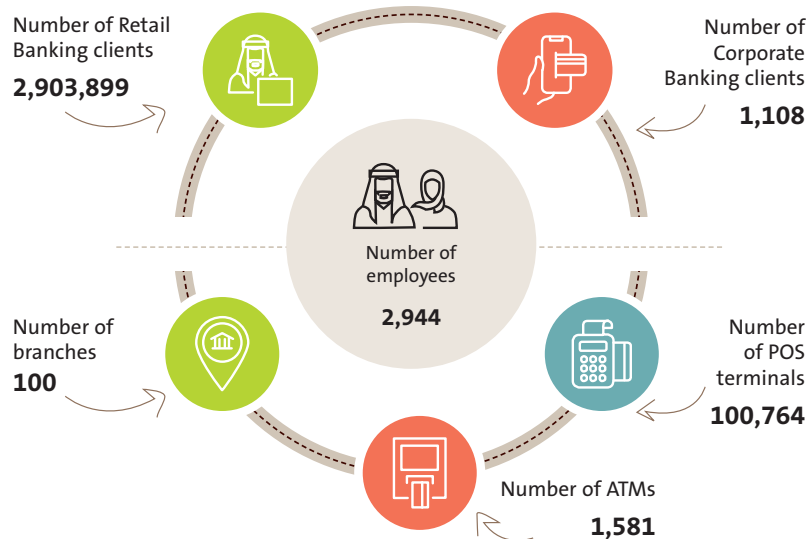 Number of Retail
Banking clients
2,903,899
Number of
Corporate
Banking clients
1,108
Number of
employees
2,944
Number of
branches
100
Number
of POS
terminals
100,764
Number of ATMs
1,581